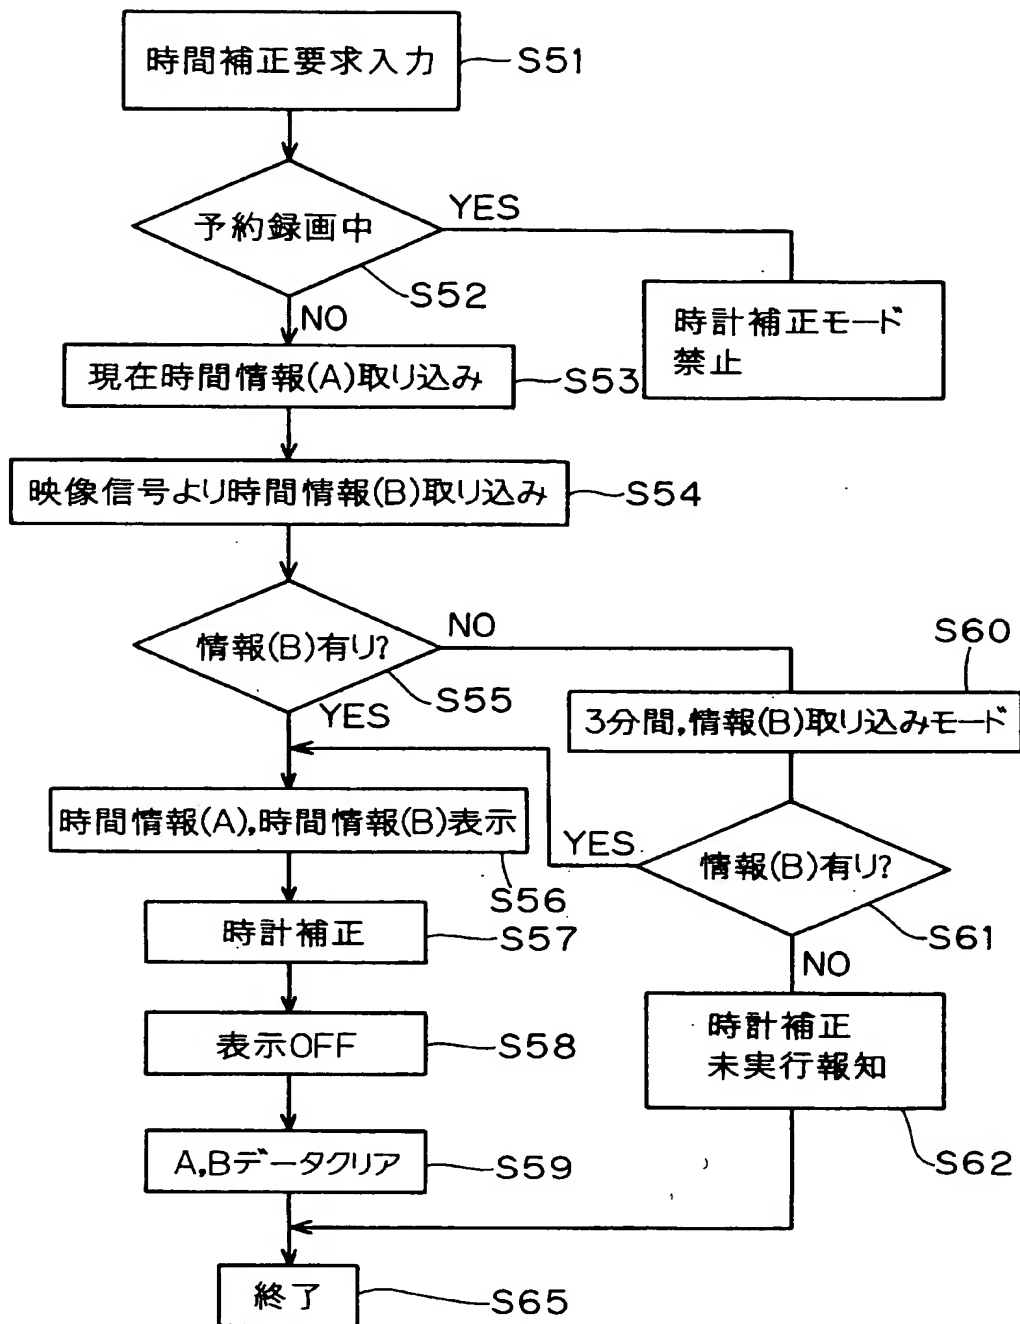 時間補正要求入力
S51
予約録画中
YES
S52
NO
時計補正モード
禁止
現在時間情報(A)取り込み
S53
映像信号より時間情報(B)取り込み
S54
情報(B)有り?
NO
S55
YES
S60
3分間,情報(B)取り込みモード
時間情報(A),時間情報(B)表示
S56
YES
情報(B)有り?
S61
NO
時計補正
S57
時計補正
未実行報知
S62
表示OFF
S58
A,Bデータクリア
S59
終了
S65